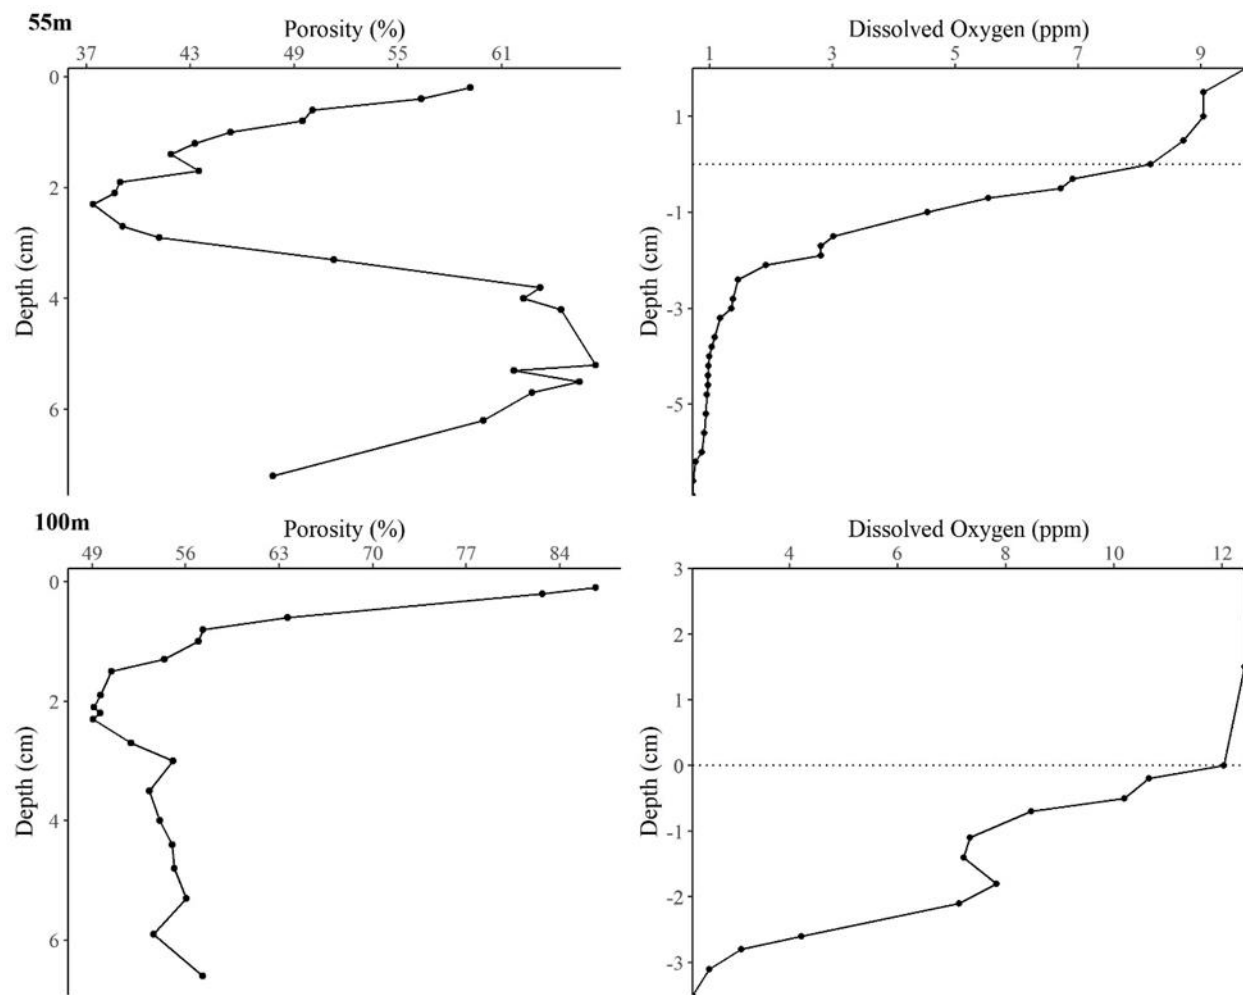 55m
Porosity (%)
37 43 49 55 61
0
2
4
6
Depth (cm)
Dissolved Oxygen (ppm)
1 3 5 7 9
1
-1
-3
-5
Depth (cm)
100m
Porosity (%)
49 56 63 70 77 84
0
2
4
6
Depth (cm)
Dissolved Oxygen (ppm)
4 6 8 10 12
3
2
1
0
-1
-2
-3
Depth (cm)